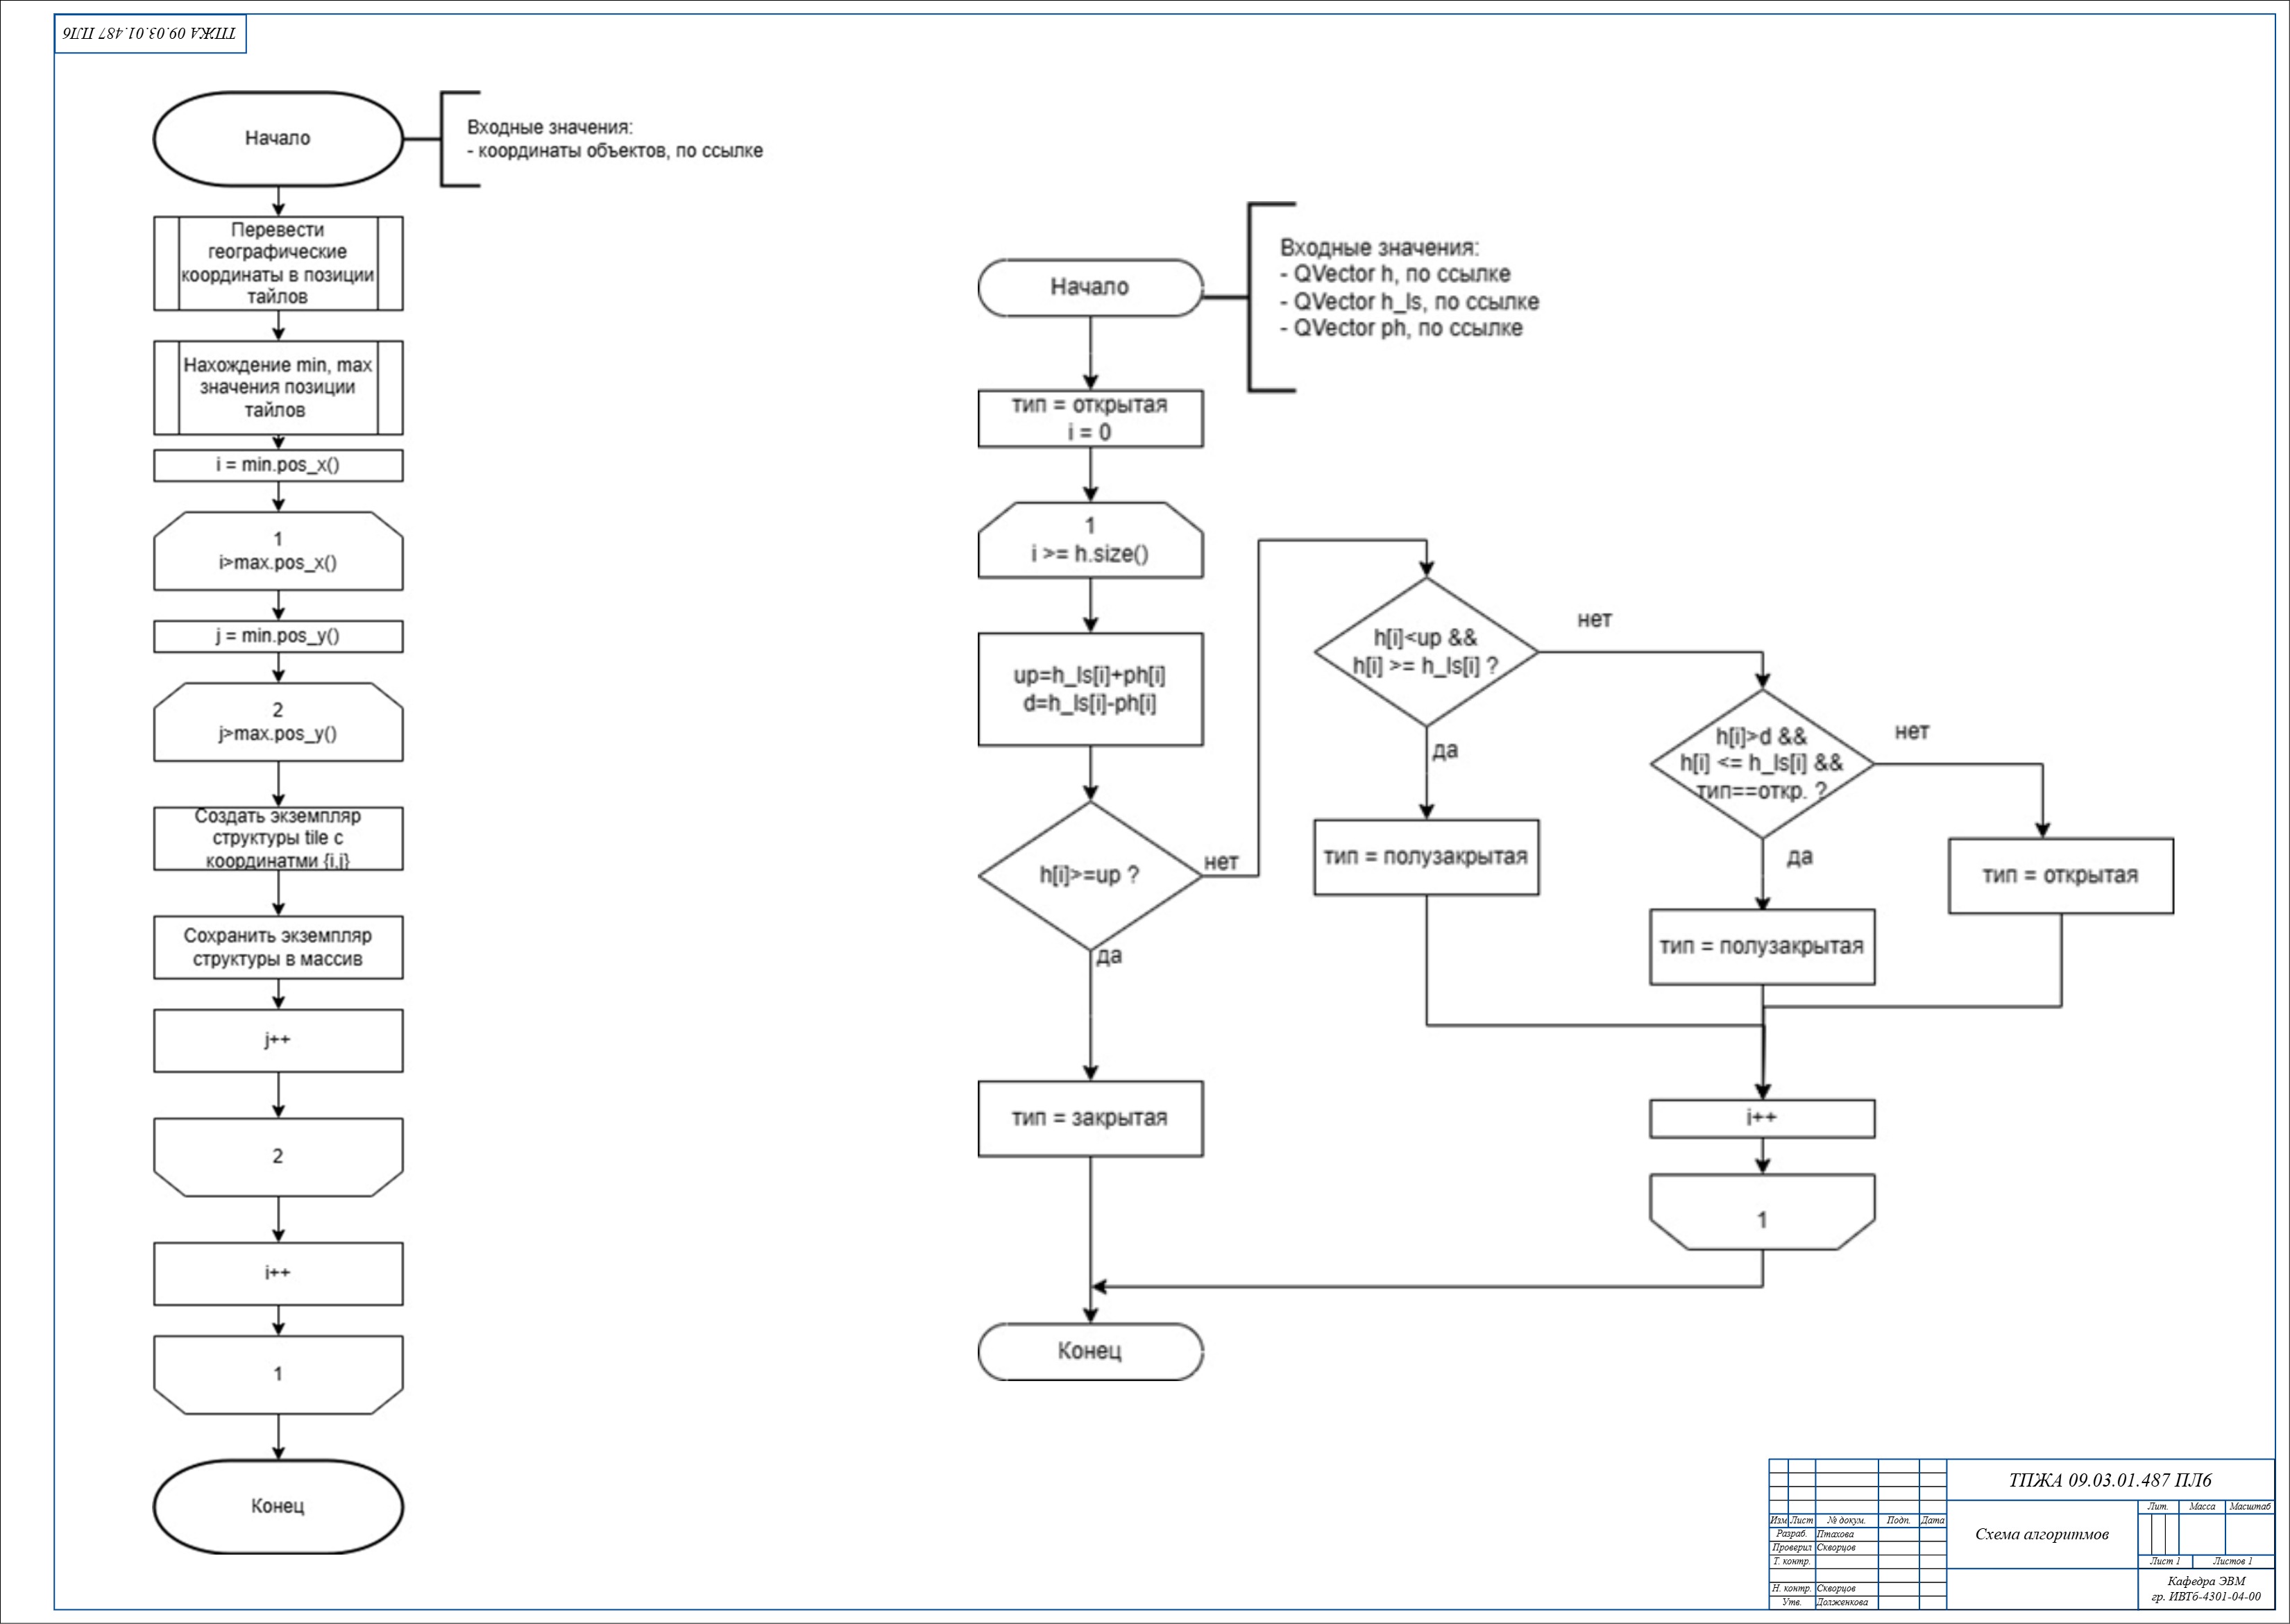 ТПЖА 09.03.01.487 ПЛ6
Начало
Входные значения:
- координаты объектов, по ссылке
Перевести
географические
координаты в позиции
тайлов
Нахождение min, max
значения позиции
тайлов
i = min.pos_x()
1
i>max.pos_x()
j = min.pos_y()
2
j>max.pos_y()
Создать экземпляр
структуры tile с
координатми {i,j}
Сохранить экземпляр
структуры в массив
j++
2
i++
1
Конец
Начало
Входные значения:
- QVector h, по ссылке
- QVector h_ls, по ссылке
- QVector ph, по ссылке
тип = открытая
i = 0
1
i >= h.size()
up=h_ls[i]+ph[i]
d=h_ls[i]-ph[i]
h[i]>=up ?
нет
да
тип = закрытая
h[i]<up &&
h[i] >= h_ls[i] ?
нет
да
тип = полузакрытая
h[i]>d &&
h[i] <= h_ls[i] &&
тип==откр. ?
нет
да
тип = полузакрытая
тип = открытая
i++
1
Конец
ТПЖА 09.03.01.487 ПЛ6
Схема алгоритмов
Лит. Масса Масштаб
Изм Лист № докум. Подп. Дата
Разраб. Птахова
Проверил Скворцов
Т. контр.
Н. контр. Скворцов
Утв. Долженкова
Лист 1 Листов 1
Кафедра ЭВМ
гр. ИВТб-4301-04-00